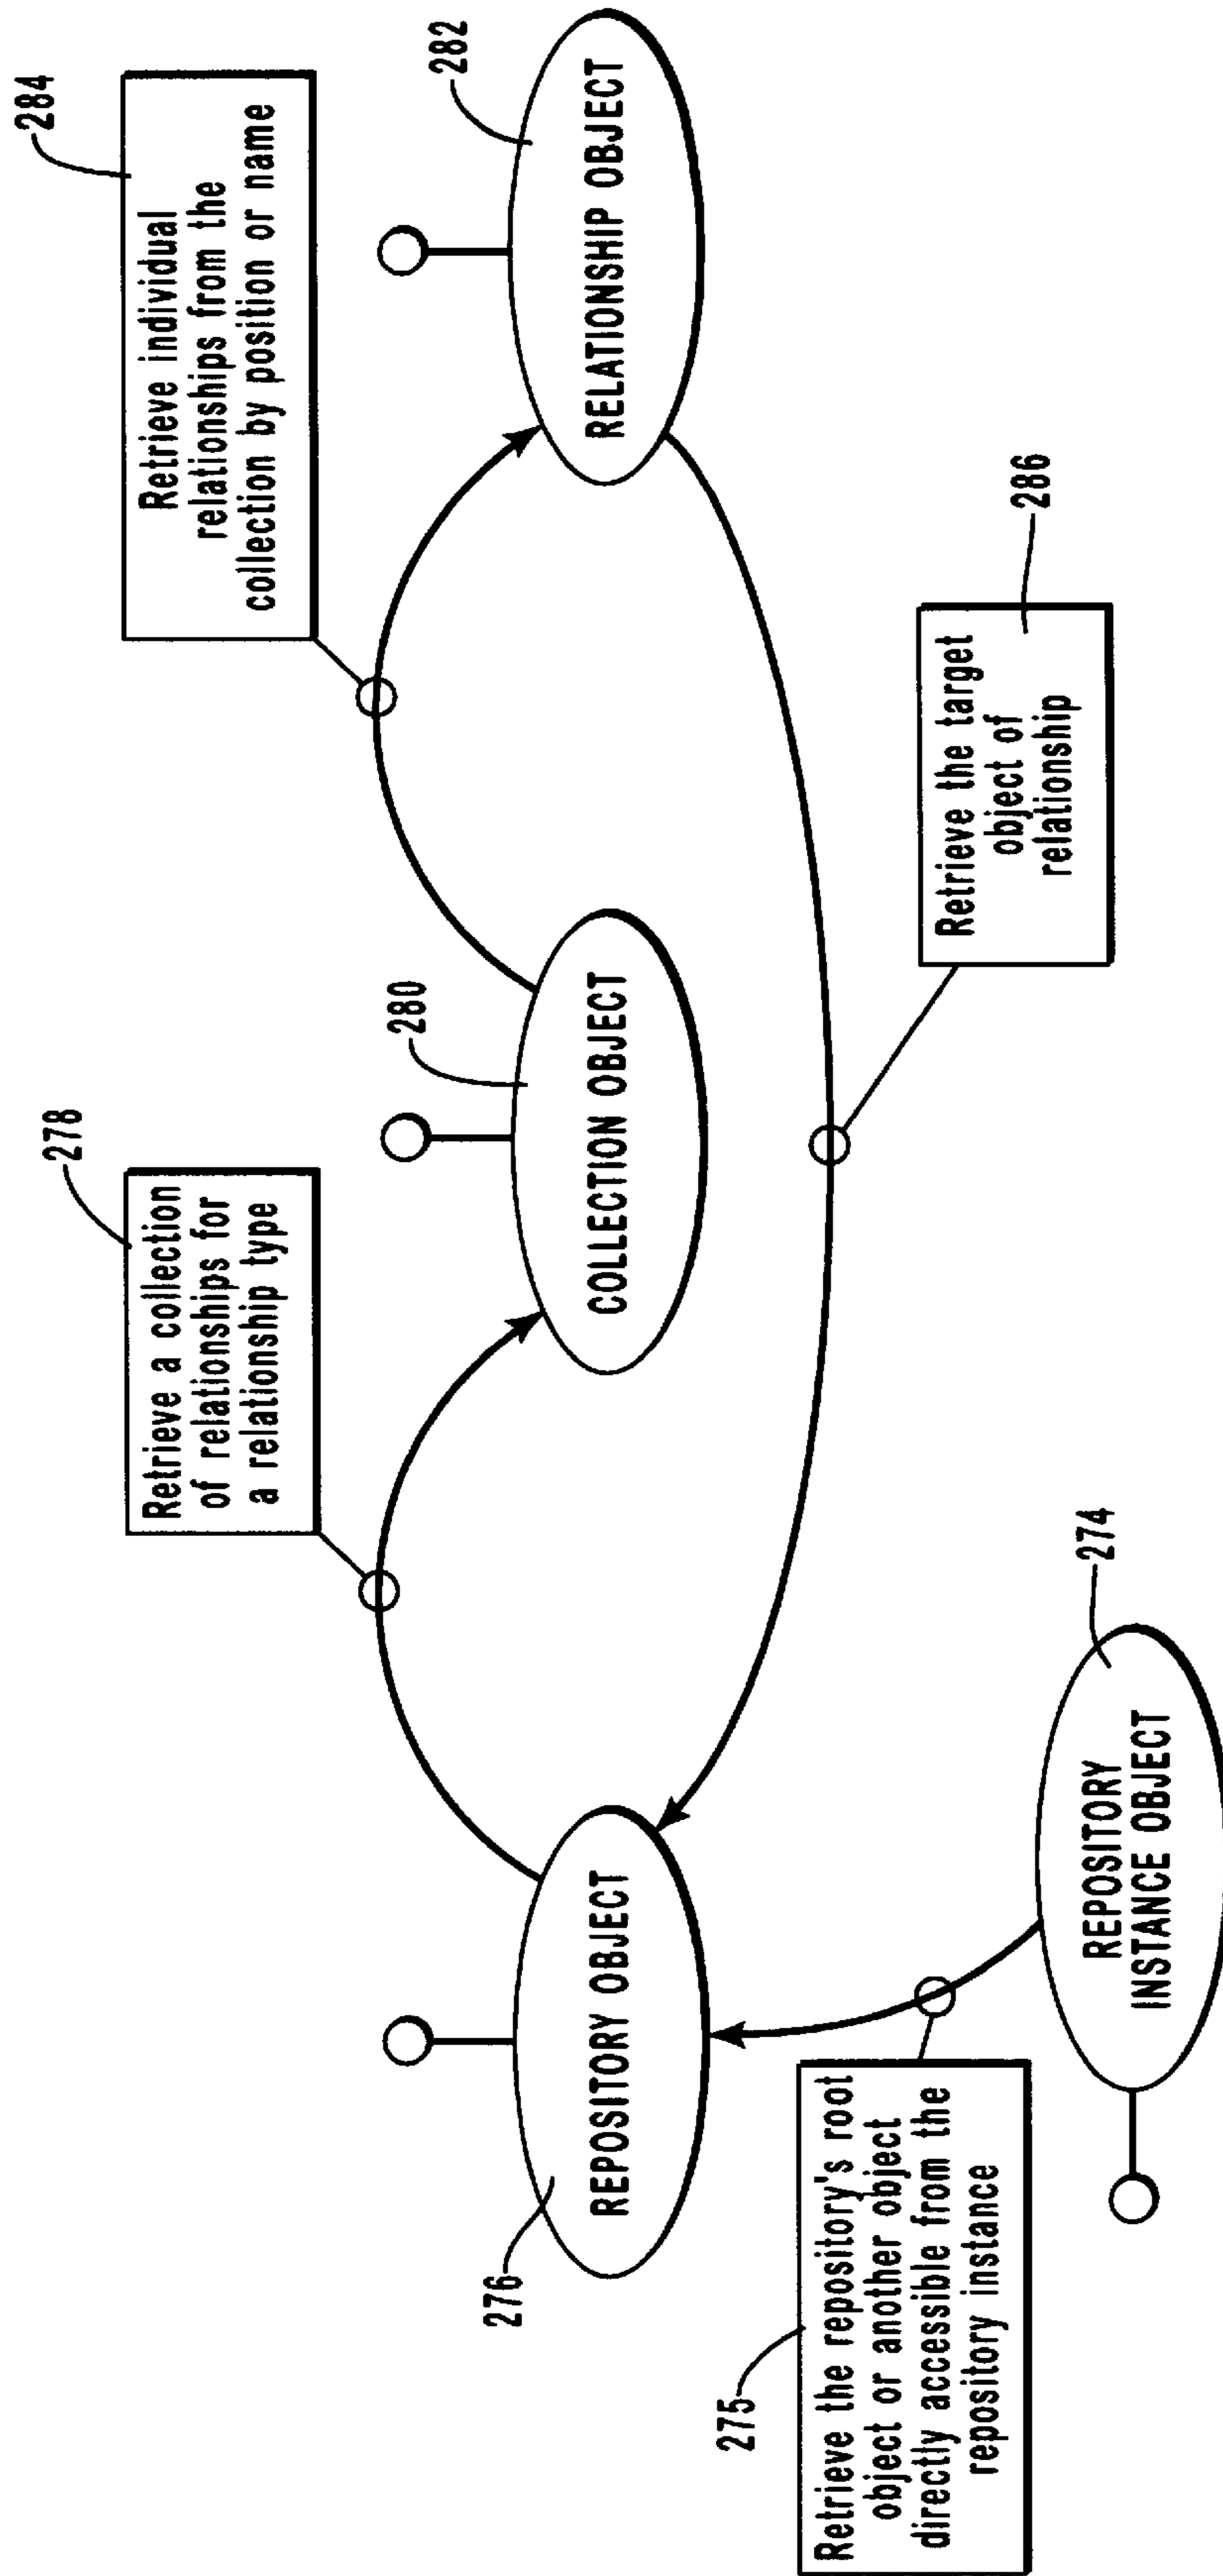 284
Retrieve individual
relationships from the
collection by position or name
278
Retrieve a collection
of relationships for
a relationship type
282
RELATIONSHIP OBJECT
280
COLLECTION OBJECT
276
REPOSITORY OBJECT
286
Retrieve the target
object of
relationship
275
Retrieve the repository's root
object or another object
directly accessible from the
repository instance
274
REPOSITORY
INSTANCE OBJECT